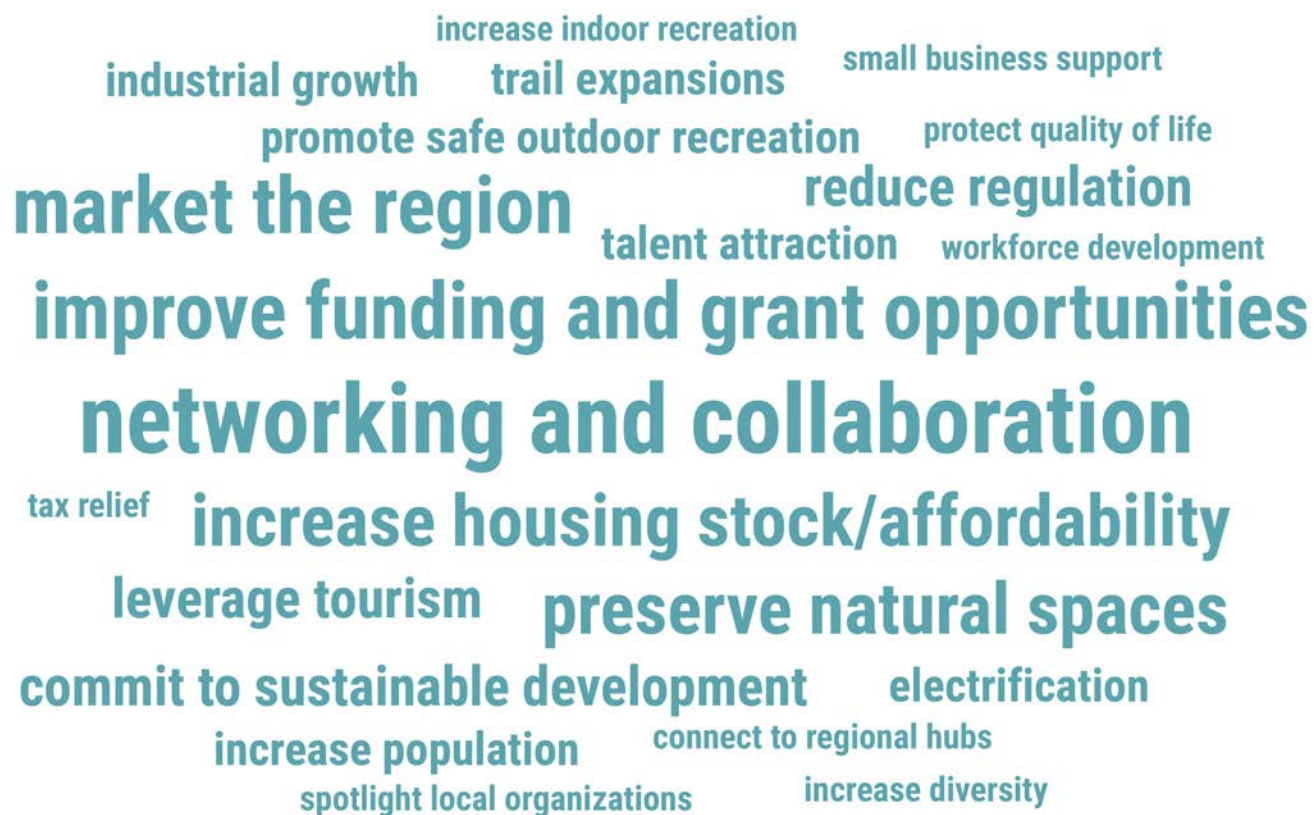 increase indoor recreation
small business support
industrial growth
trail expansions
promote safe outdoor recreation
protect quality of life
market the region
reduce regulation
talent attraction
workforce development
improve funding and grant opportunities
networking and collaboration
tax relief
increase housing stock/affordability
leverage tourism
preserve natural spaces
commit to sustainable development
electrification
increase population
connect to regional hubs
spotlight local organizations
increase diversity